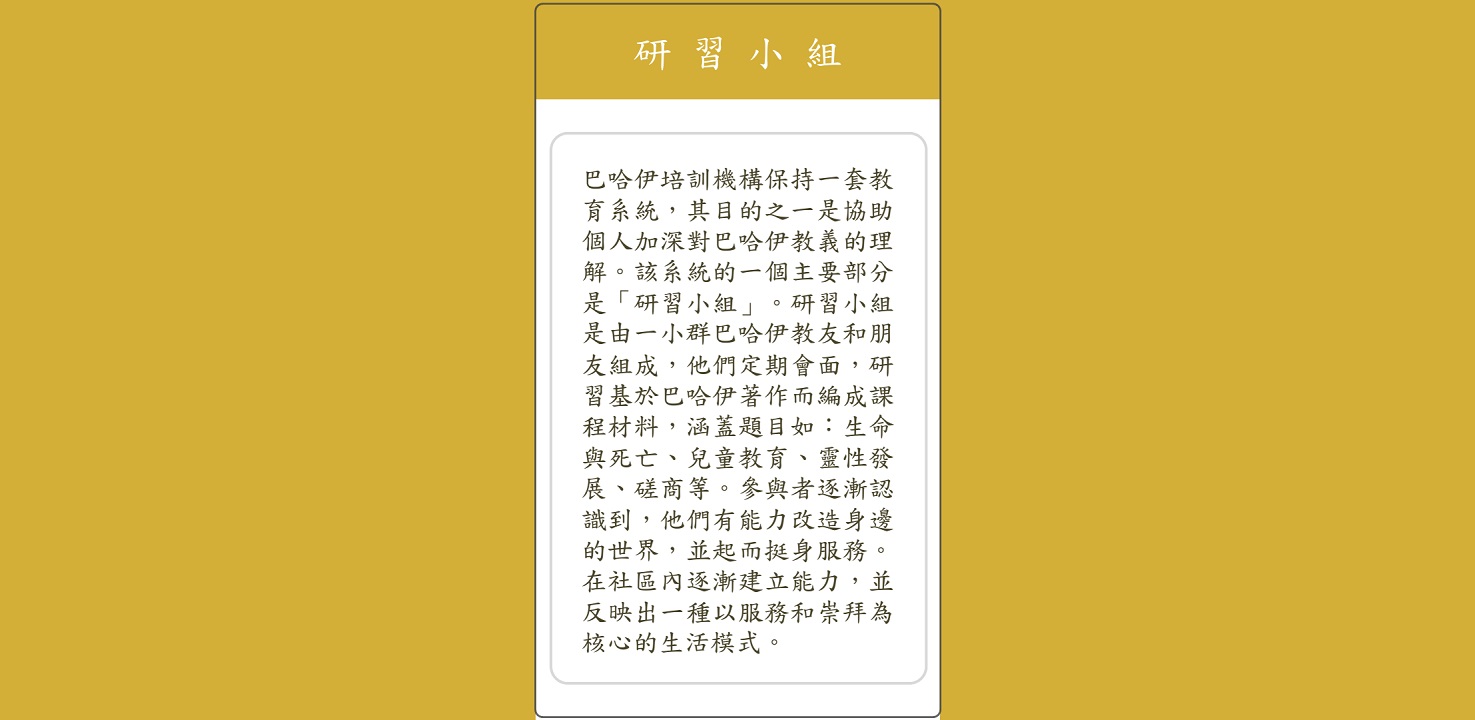 研習小組
巴哈伊培訓機構保持一套教
育系統，其目的之一是協助
個人加深對巴哈伊教義的理
解。該系統的一個主要部分
是「研習小組」。研習小組
是由一小群巴哈伊教友和朋
友組成，他們定期會面，研
習基於巴哈伊著作而編成課
程材料，涵蓋題目如：生命
與死亡、兒童教育、靈性發
展、磋商等。參與者逐漸認
識到，他們有能力改造身邊
的世界，並起而挺身服務。
在社區內逐漸建立能力，並
反映出一種以服務和崇拜為
核心的生活模式。